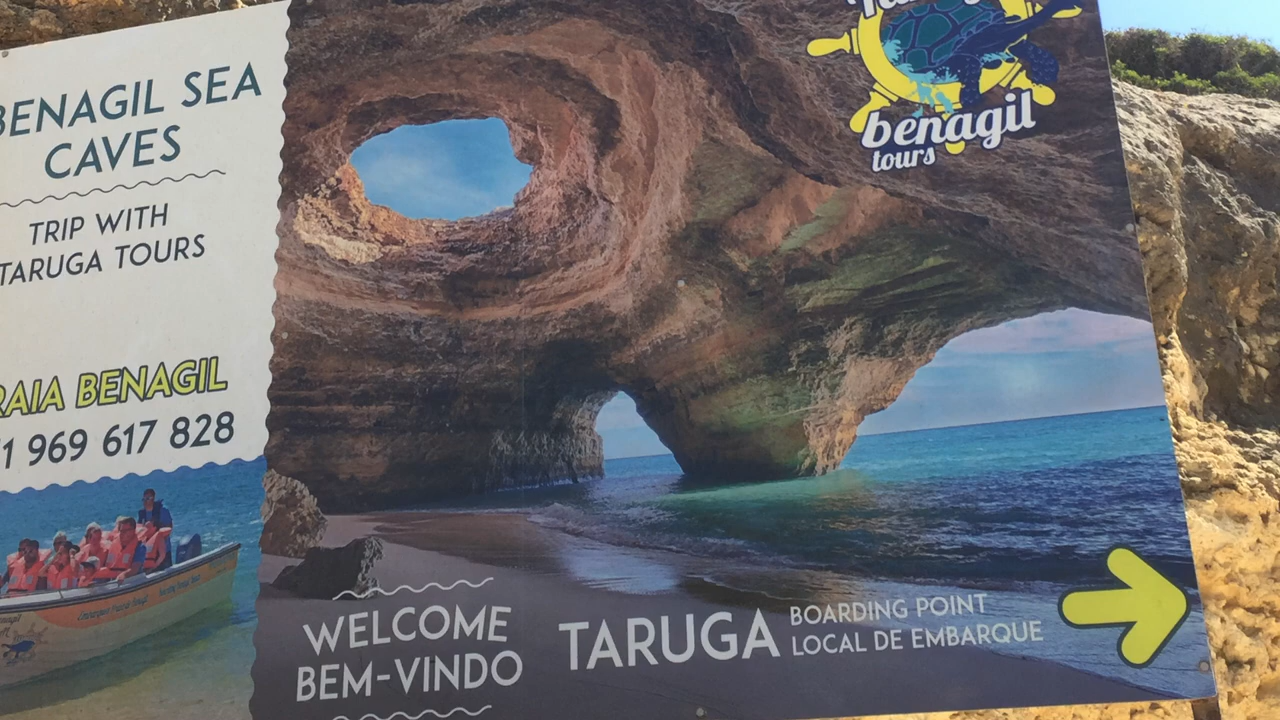 BENAGIL SEA
CAVES
TRIP WITH
TARUGA TOURS
RAIA BENAGIL
1 969 617 828
benagil
tours
WELCOME
BEM-VINDO
TARUGA
BOARDING POINT
LOCAL DE EMBARQUE